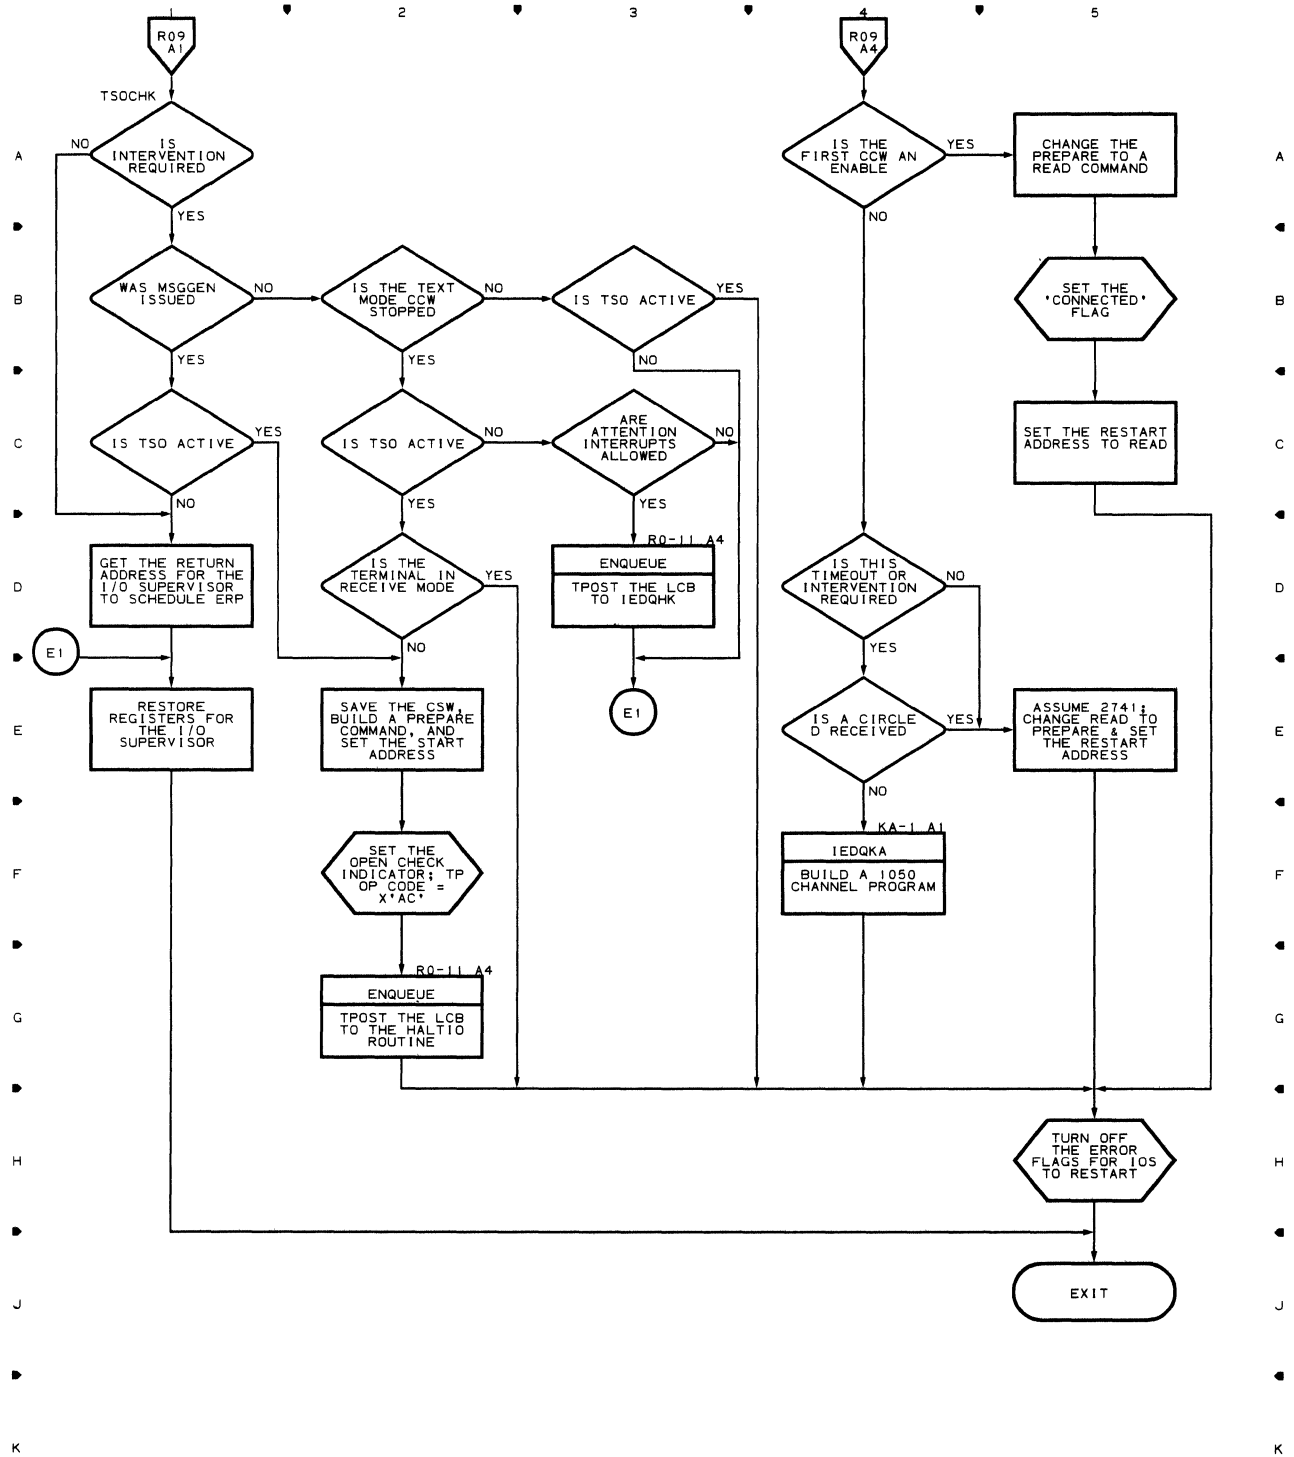 1 2 3 4 5
R09
A1
R09
A4
TSOCHK
A
IS
INTERVENTION
REQUIRED
NO
YES
IS THE
FIRST CCW AN
ENABLE
YES
NO
CHANGE THE
PREPARE TO A
READ COMMAND
A
B
WAS MSGGEN
ISSUED
NO
YES
IS THE TEXT
MODE CCW
STOPPED
NO
YES
IS TSO ACTIVE
YES
NO
SET THE
'CONNECTED'
FLAG
B
C
IS TSO ACTIVE
YES
NO
IS TSO ACTIVE
NO
YES
ARE
ATTENTION
INTERRUPTS
ALLOWED
NO
YES
SET THE RESTART
ADDRESS TO READ
C
D
GET THE RETURN
ADDRESS FOR THE
I/O SUPERVISOR
TO SCHEDULE ERP
IS THE
TERMINAL IN
RECEIVE MODE
YES
NO
RQ-11 A4
ENQUEUE
TPOST THE LCB
TO IEDQHK
IS THIS
TIMEOUT OR
INTERVENTION
REQUIRED
NO
YES
D
E1
E
RESTORE
REGISTERS FOR
THE I/O
SUPERVISOR
SAVE THE CSW,
BUILD A PREPARE
COMMAND, AND
SET THE START
ADDRESS
E1
IS A CIRCLE
D RECEIVED
YES
NO
ASSUME 2741;
CHANGE READ TO
PREPARE & SET
THE RESTART
ADDRESS
E
F
SET THE
OPEN CHECK
INDICATOR; TP
OP CODE =
X'AC'
KA-1 A1
IEDQKA
BUILD A 1050
CHANNEL PROGRAM
F
G
RQ-11 A4
ENQUEUE
TPOST THE LCB
TO THE HALTIO
ROUTINE
G
H
TURN OFF
THE ERROR
FLAGS FOR IOS
TO RESTART
H
J
EXIT
J
K
K